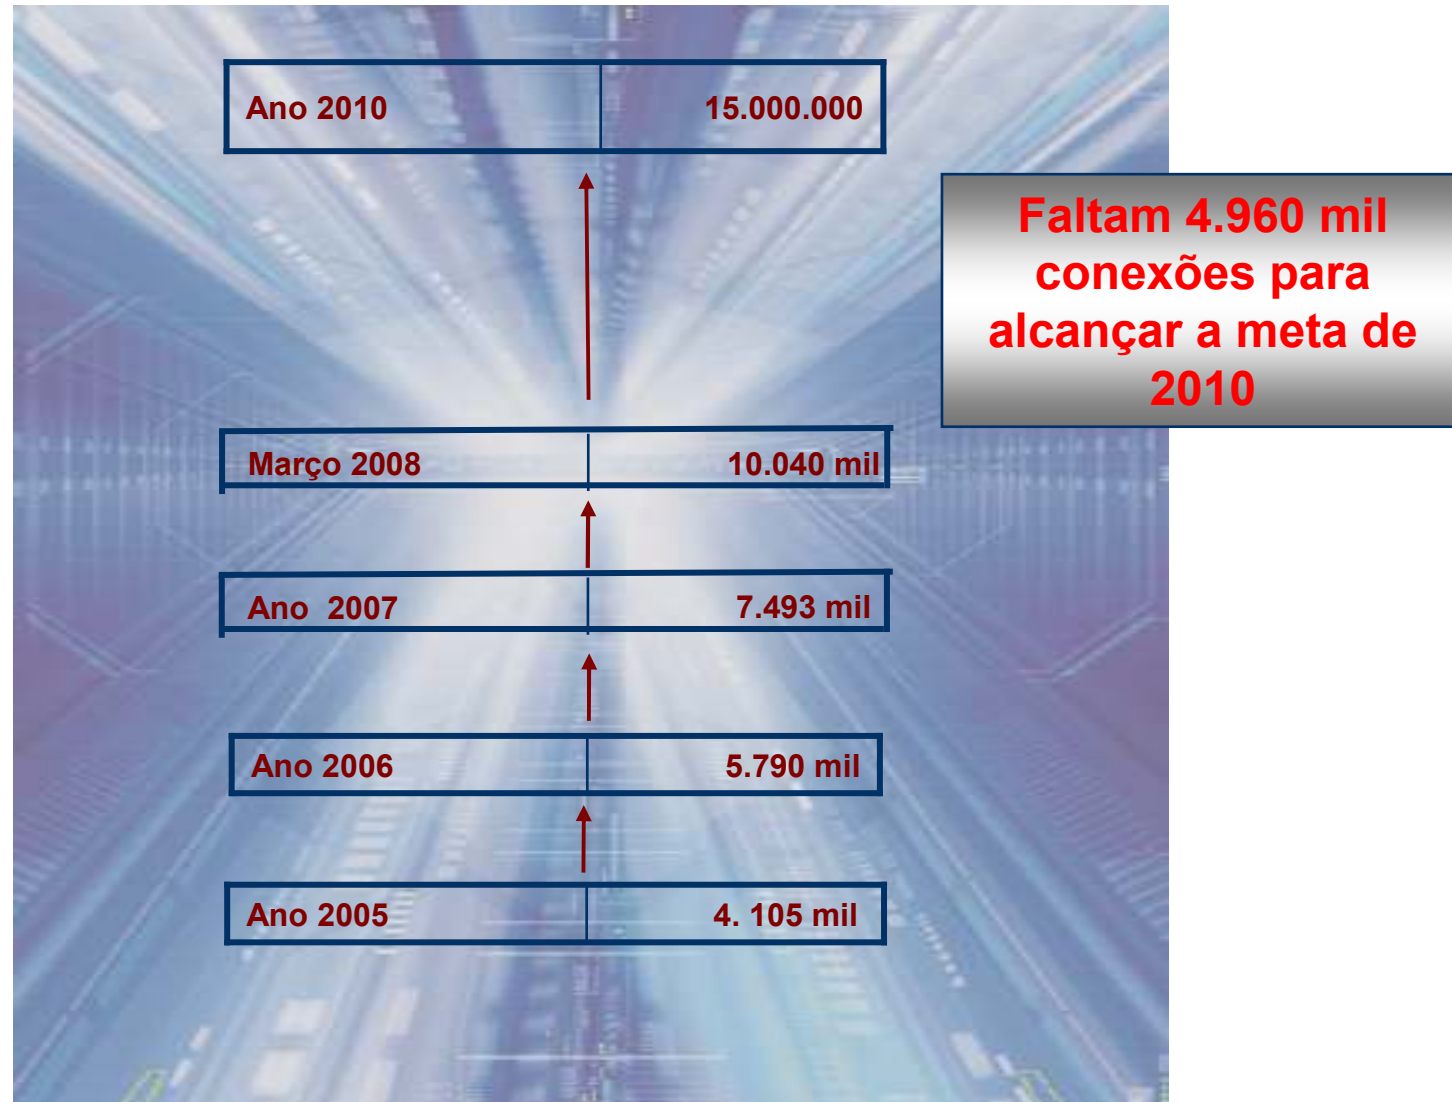 Ano 2010 15.000.000
Faltam 4.960 mil
conexões para
alcançar a meta de
2010
Março 2008 10.040 mil
Ano 2007 7.493 mil
Ano 2006 5.790 mil
Ano 2005 4. 105 mil